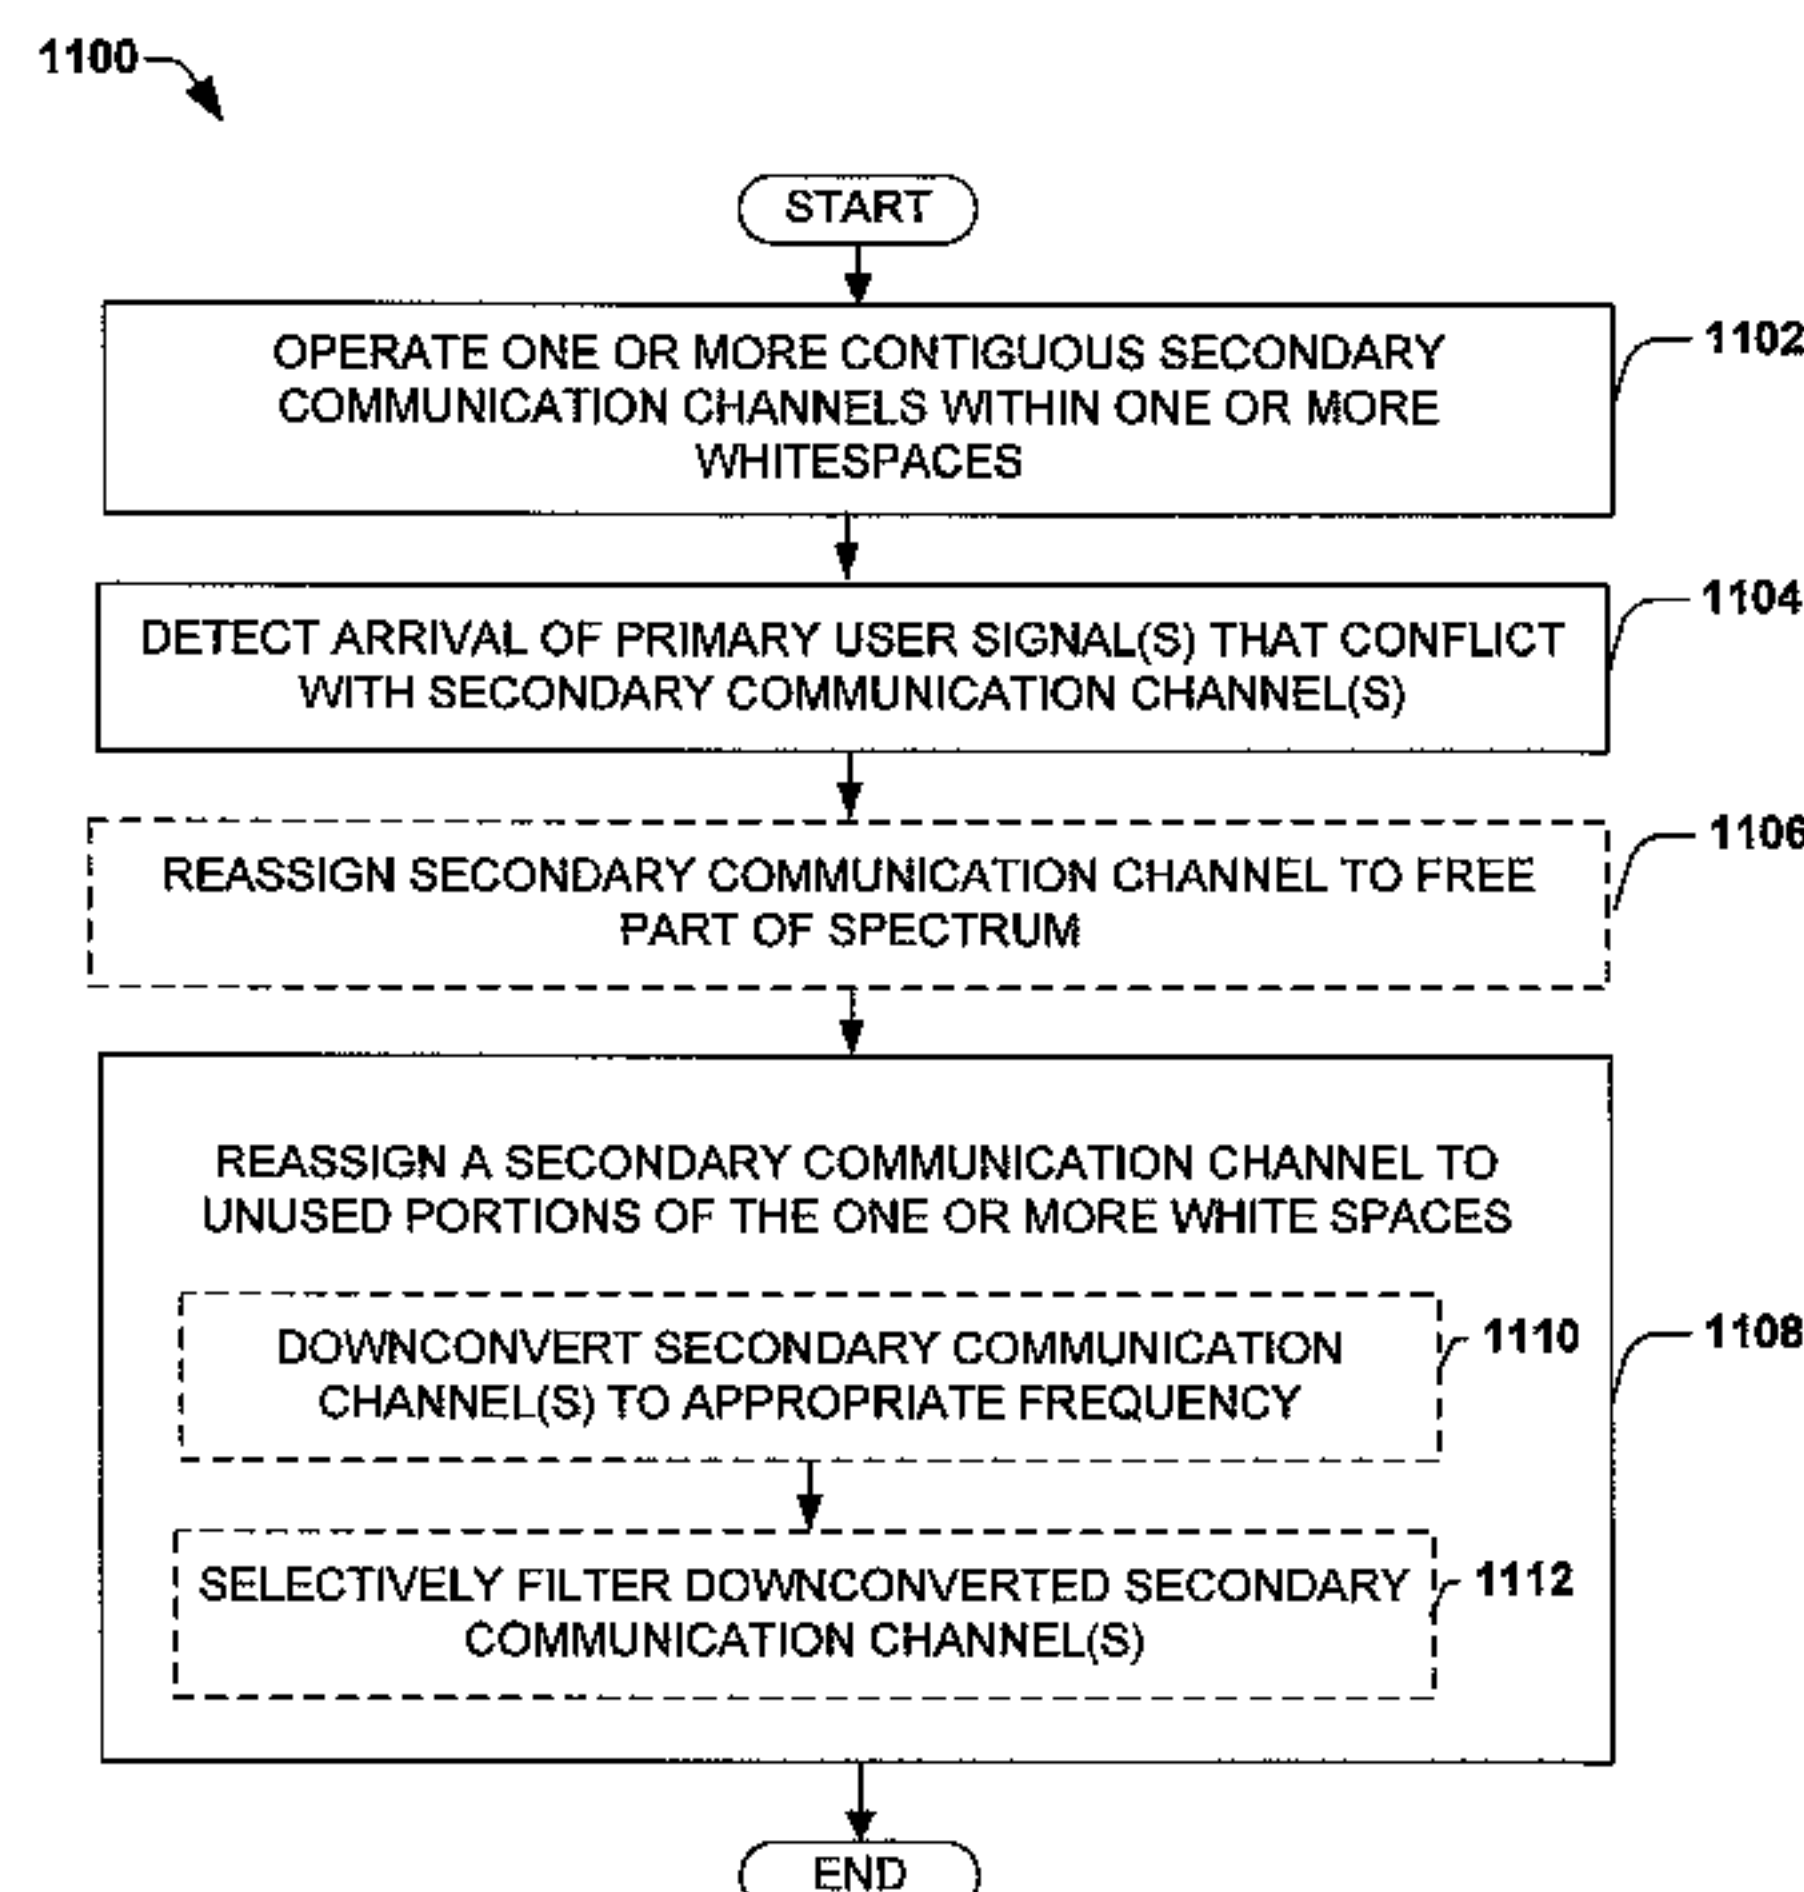 1100
START
OPERATE ONE OR MORE CONTIGUOUS SECONDARY
COMMUNICATION CHANNELS WITHIN ONE OR MORE
WHITESPACES
1102
DETECT ARRIVAL OF PRIMARY USER SIGNAL(S) THAT CONFLICT
WITH SECONDARY COMMUNICATION CHANNEL(S)
1104
REASSIGN SECONDARY COMMUNICATION CHANNEL TO FREE
PART OF SPECTRUM
1106
REASSIGN A SECONDARY COMMUNICATION CHANNEL TO
UNUSED PORTIONS OF THE ONE OR MORE WHITE SPACES
1108
DOWNCONVERT SECONDARY COMMUNICATION
CHANNEL(S) TO APPROPRIATE FREQUENCY
1110
SELECTIVELY FILTER DOWNCONVERTED SECONDARY
COMMUNICATION CHANNEL(S)
1112
END